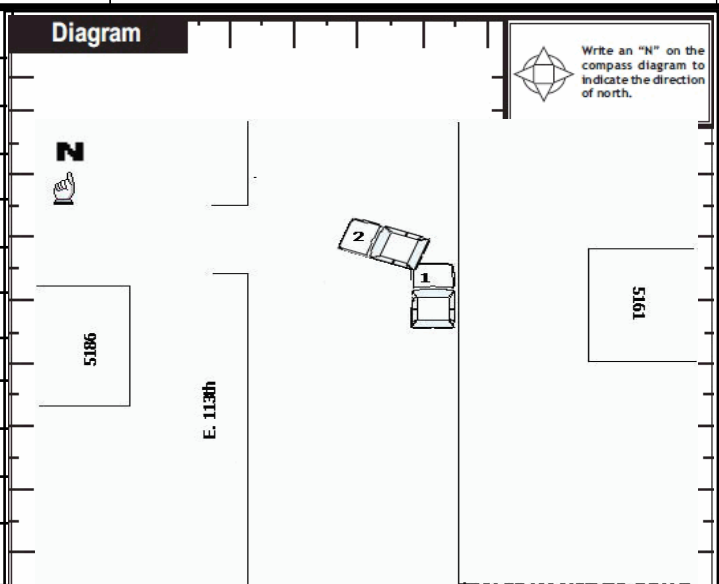 Diagram
Write an “N” on the
compass diagram to
indicate the direction
of north.
N
2
1
5161
5186
E. 113th